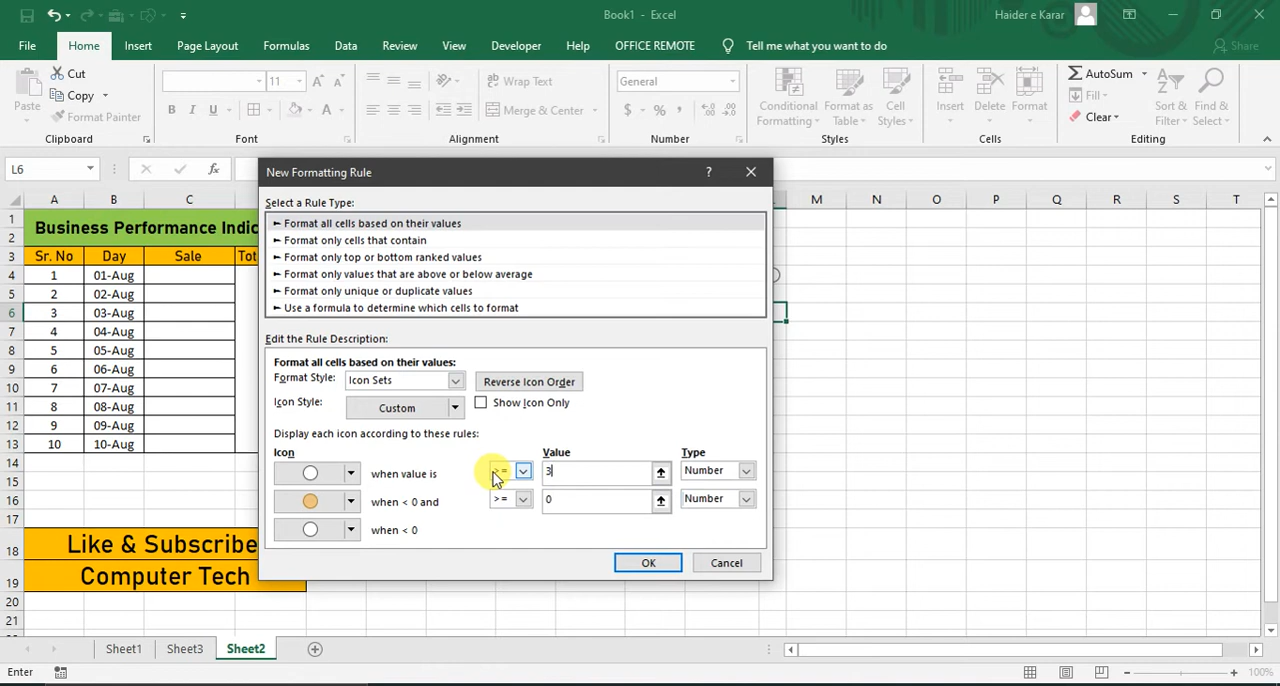 Book1 - Excel
Haider e Karar
File Home Insert Page Layout Formulas Data Review View Developer Help OFFICE REMOTE Tell me what you want to do Share
Paste Cut Copy Format Painter
Clipboard
11
B I U A
Font
Wrap Text
Merge & Center
Alignment
General
$ % ,
Number
Conditional Formatting Format as Table Cell Styles
Styles
Insert Delete Format
Cells
AutoSum Fill Clear Sort & Filter Find & Select
Editing
L6
fx
A B C M N O P Q R S T
1 2 3 4 5 6 7 8 9 10 11 12 13 14 15 16 17 18 19 20 21
Business Performance Indic
Sr. No Day Sale Tot
1 01-Aug
2 02-Aug
3 03-Aug
4 04-Aug
5 05-Aug
6 06-Aug
7 07-Aug
8 08-Aug
9 09-Aug
10 10-Aug
Like & Subscribe
Computer Tech
New Formatting Rule ?
Select a Rule Type:
► Format all cells based on their values
► Format only cells that contain
► Format only top or bottom ranked values
► Format only values that are above or below average
► Format only unique or duplicate values
► Use a formula to determine which cells to format
Edit the Rule Description:
Format all cells based on their values:
Format Style: Icon Sets Reverse Icon Order
Icon Style: Custom Show Icon Only
Display each icon according to these rules:
Icon Value Type
when value is >= 3 Number
when < 0 and >= 0 Number
when < 0
OK Cancel
Sheet1 Sheet3 Sheet2
Enter
100%